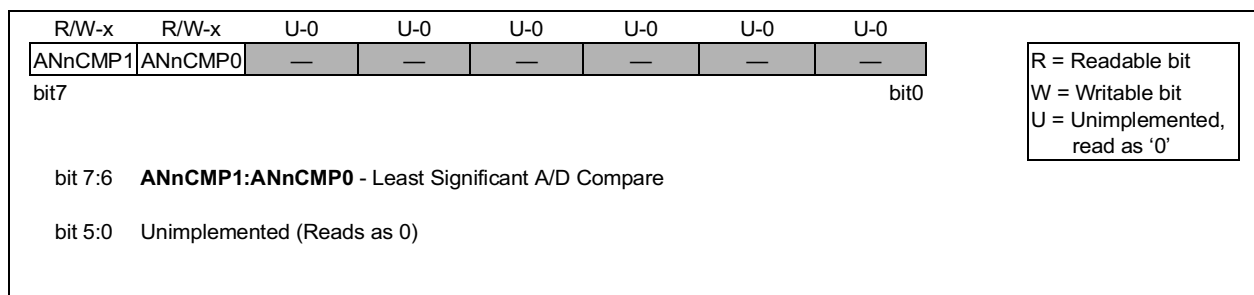 R/W-x R/W-x U-0 U-0 U-0 U-0 U-0 U-0
ANnCMP1 ANnCMP0 — — — — — —
bit7 bit0
R = Readable bit
W = Writable bit
U = Unimplemented,
read as ‘0’
bit 7:6 ANnCMP1:ANnCMP0 - Least Significant A/D Compare
bit 5:0 Unimplemented (Reads as 0)